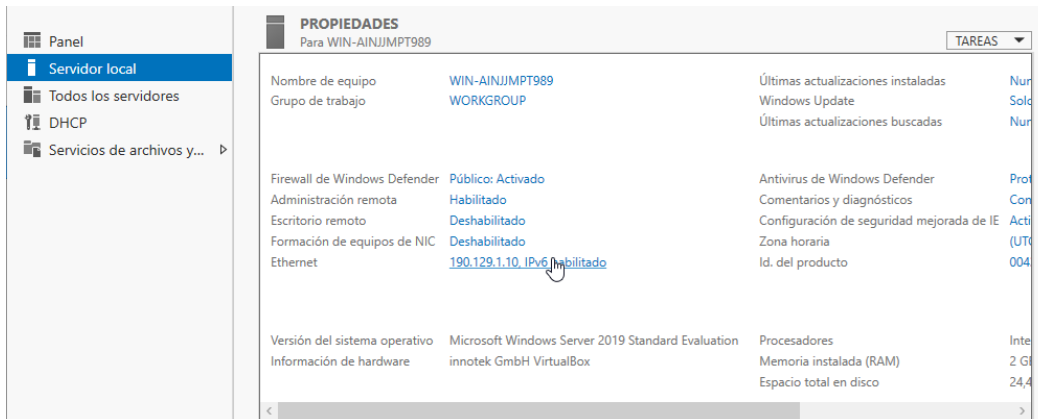 Panel
Servidor local
Todos los servidores
DHCP
Servicios de archivos y...
PROPIEDADES
Para WIN-AINJJMPT989
TAREAS
Nombre de equipo WIN-AINJJMPT989
Grupo de trabajo WORKGROUP
Últimas actualizaciones instaladas
Windows Update
Últimas actualizaciones buscadas
Firewall de Windows Defender Público: Activado
Administración remota Habilitado
Escritorio remoto Deshabilitado
Formación de equipos de NIC Deshabilitado
Ethernet 190.129.1.10, IPv6 habilitado
Antivirus de Windows Defender
Comentarios y diagnósticos
Configuración de seguridad mejorada de IE
Zona horaria
Id. del producto 004
Versión del sistema operativo Microsoft Windows Server 2019 Standard Evaluation
Información de hardware innotek GmbH VirtualBox
Procesadores
Memoria instalada (RAM)
Espacio total en disco 24,4